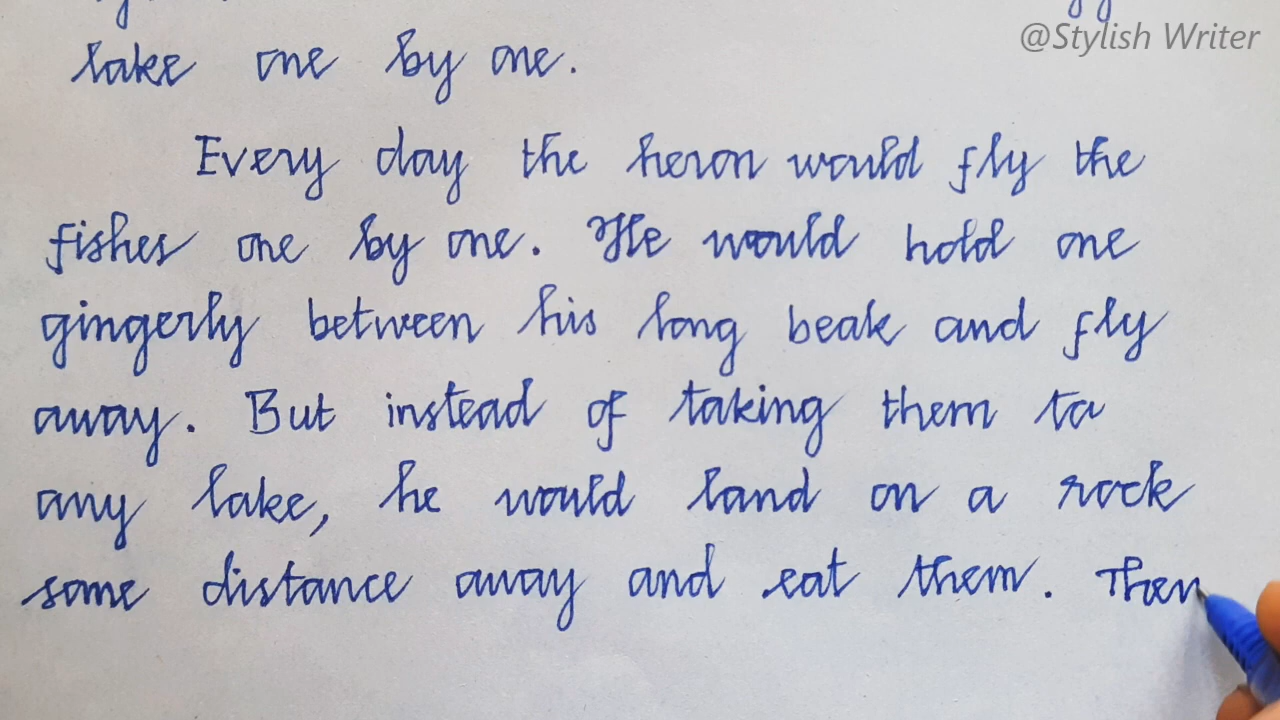 @Stylish Writer
lake one by one.
Every day the heron would fly the
fishes one by one. He would hold one
gingerly between his long beak and fly
away. But instead of taking them to
any lake, he would land on a rock
some distance away and eat them. Then